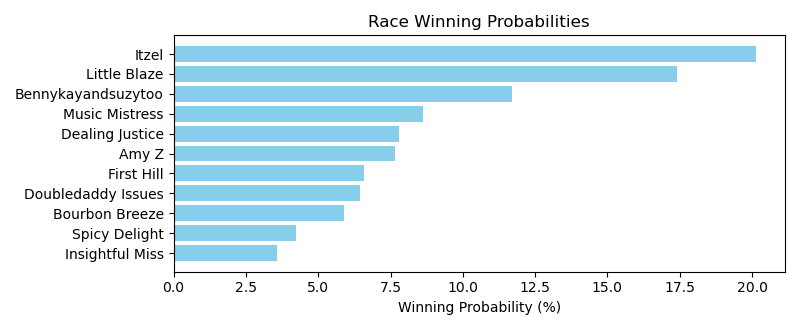 Race Winning Probabilities
Itzel
Little Blaze
Bennykayandsuzytoo
Music Mistress
Dealing Justice
Amy Z
First Hill
Doubledaddy Issues
Bourbon Breeze
Spicy Delight
Insightful Miss
0.0 2.5 5.0 7.5 10.0 12.5 15.0 17.5 20.0
Winning Probability (%)